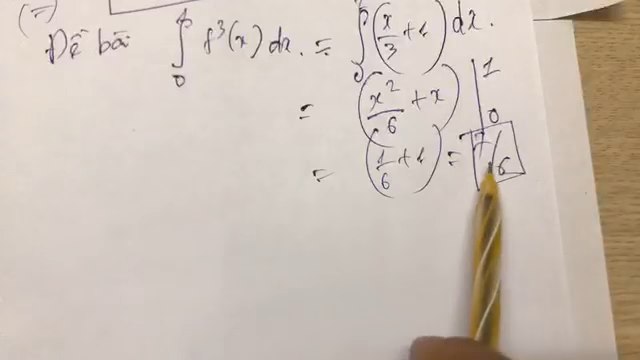 (=)
Đề bài ∫₀¹ f³(x) dx. = ∫₀¹ (x/3 + 1) dx.
= (x²/6 + x) |₀¹
= (1/6 + 1) = 7/6